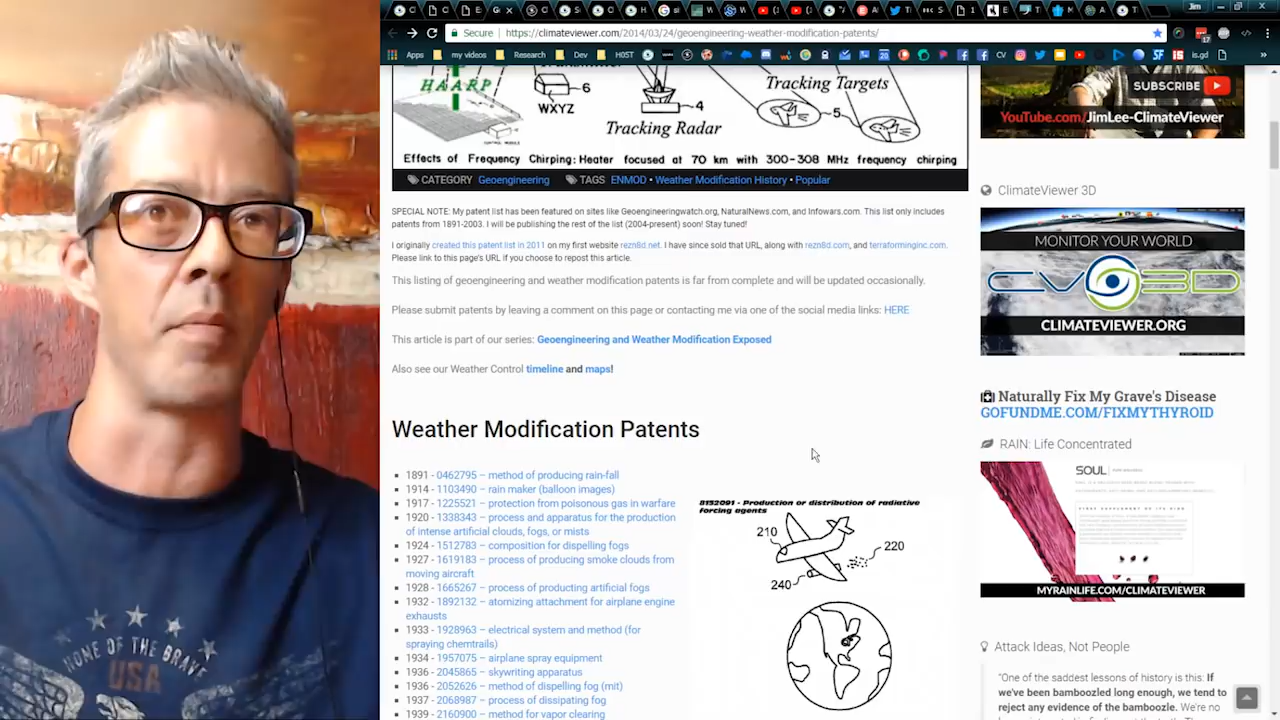 Jim
Secure
https://climateviewer.com/2014/03/24/geoengineering-weather-modification-patents/
Apps
my videos
Research
Dev
H0ST
CV
is.gd
HAARP
6
WXYZ
4
Tracking Radar
Tracking Targets
5
Effects of Frequency Chirping: Heater focused at 70 km with 300-308 MHz frequency chirping
CATEGORY Geoengineering TAGS ENMOD • Weather Modification History • Popular
SPECIAL NOTE: My patent list has been featured on sites like Geoengineeringwatch.org, NaturalNews.com, and Infowars.com. This list only includes
patents from 1891-2003. I will be publishing the rest of the list (2004-present) soon! Stay tuned!
I originally created this patent list in 2011 on my first website rezn8d.net. I have since sold that URL, along with rezn8d.com, and terraforminginc.com.
Please link to this page's URL if you choose to repost this article.
This listing of geoengineering and weather modification patents is far from complete and will be updated occasionally.
Please submit patents by leaving a comment on this page or contacting me via one of the social media links: HERE
This article is part of our series: Geoengineering and Weather Modification Exposed
Also see our Weather Control timeline and maps!
Weather Modification Patents
1891 - 0462795 – method of producing rain-fall
1914 - 1103490 – rain maker (balloon images)
1917 - 1225521 – protection from poisonous gas in warfare
1920 - 1338343 – process and apparatus for the production
of intense artificial clouds, fogs, or mists
1924 - 1512783 – composition for dispelling fogs
1927 - 1619183 – process of producing smoke clouds from
moving aircraft
1928 - 1665267 – process of producting artificial fogs
1932 - 1892132 – atomizing attachment for airplane engine
exhausts
1933 - 1928963 – electrical system and method (for
spraying chemtrails)
1934 - 1957075 – airplane spray equipment
1936 - 2045865 – skywriting apparatus
1936 - 2052626 – method of dispelling fog (mit)
1937 - 2068987 – process of dissipating fog
1939 - 2160900 – method for vapor clearing
8152091 - Production or distribution of radiative
forcing agents
210
220
240
SUBSCRIBE
YouTube.com/JimLee-ClimateViewer
ClimateViewer 3D
MONITOR YOUR WORLD
CV3D
CLIMATEVIEWER.ORG
Naturally Fix My Grave's Disease
GOFUNDME.COM/FIXMYTHYROID
RAIN: Life Concentrated
SOUL
MYRAINLIFE.COM/CLIMATEVIEWER
Attack Ideas, Not People
“One of the saddest lessons of history is this: If
we've been bamboozled long enough, we tend to
reject any evidence of the bamboozle. We're no